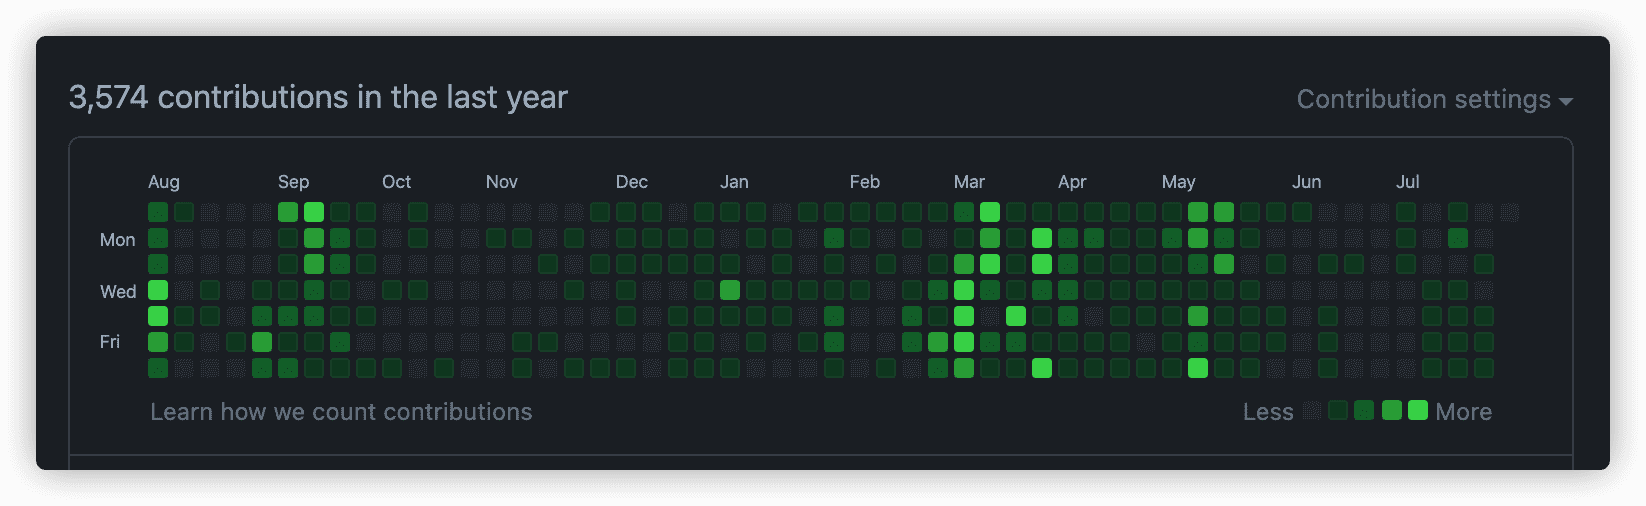 3,574 contributions in the last year
Contribution settings
Aug Sep Oct Nov Dec Jan Feb Mar Apr May Jun Jul
Mon
Wed
Fri
Learn how we count contributions
Less More